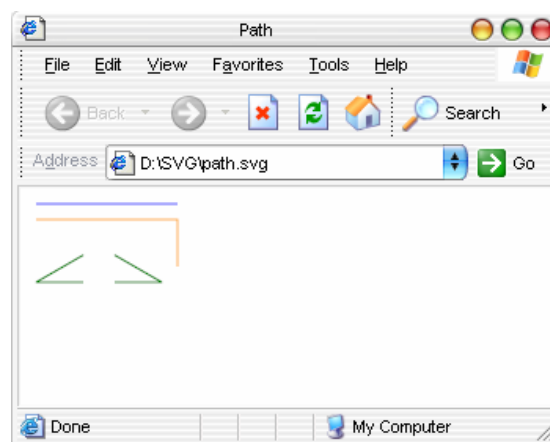 Path
File Edit View Favorites Tools Help
Back Search
Address D:\SVG\path.svg Go
Done My Computer